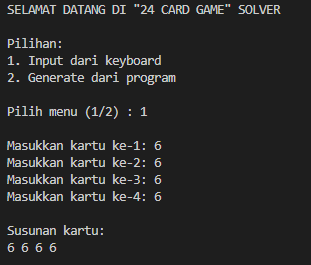 SELAMAT DATANG DI "24 CARD GAME" SOLVER
Pilihan:
1. Input dari keyboard
2. Generate dari program
Pilih menu (1/2) : 1
Masukkan kartu ke-1: 6
Masukkan kartu ke-2: 6
Masukkan kartu ke-3: 6
Masukkan kartu ke-4: 6
Susunan kartu:
6 6 6 6